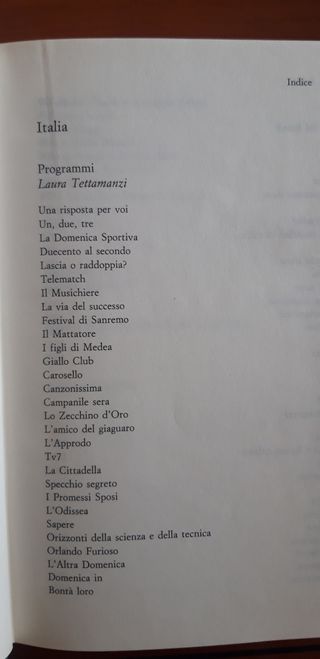 Indice
Italia
Programmi
Laura Tettamanzi
Una risposta per voi
Un, due, tre
La Domenica Sportiva
Duecento al secondo
Lascia o raddoppia?
Telematch
Il Musichiere
La via del successo
Festival di Sanremo
Il Mattatore
I figli di Medea
Giallo Club
Carosello
Canzonissima
Campanile sera
Lo Zecchino d'Oro
L'amico del giaguaro
L'Approdo
Tv7
La Cittadella
Specchio segreto
I Promessi Sposi
L'Odissea
Sapere
Orizzonti della scienza e della tecnica
Orlando Furioso
L'Altra Domenica
Domenica in
Bontà loro